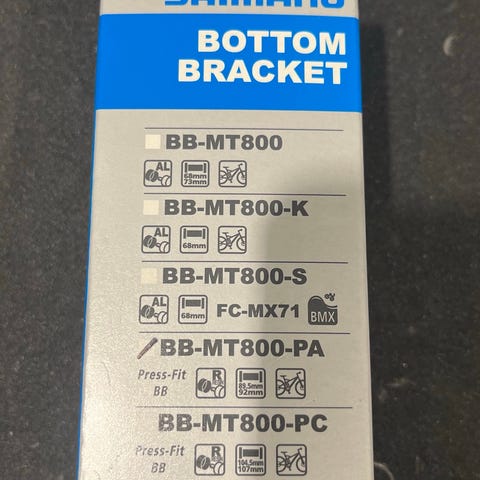 SHIMANO
BOTTOM
BRACKET
BB-MT800
AL
68mm
73mm
BB-MT800-K
AL
68mm
BB-MT800-S
AL
68mm
FC-MX71
BMX
BB-MT800-PA
Press-Fit
BB
R
89,5mm
92mm
BB-MT800-PC
Press-Fit
BB
R
104,5mm
107mm